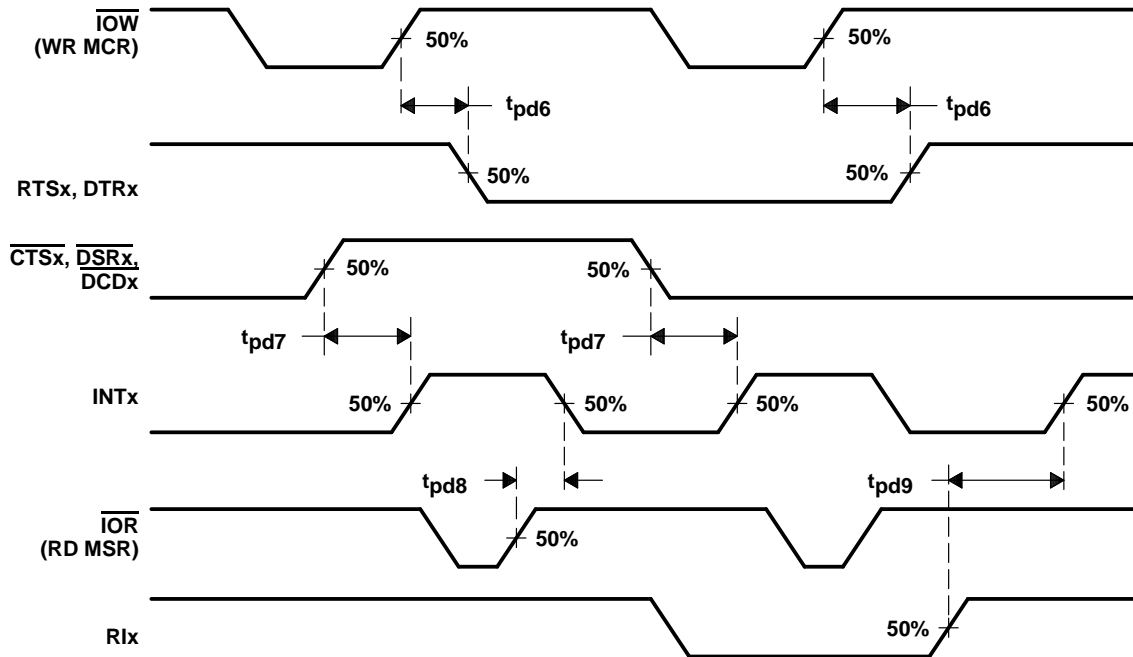 IOW
(WR MCR)
50%
50%
tpd6
tpd6
RTSx, DTRx
50%
50%
CTSx, DSRx,
DCDx
50%
50%
tpd7
tpd7
INTx
50%
50%
50%
50%
tpd8
tpd9
IOR
(RD MSR)
50%
RIx
50%